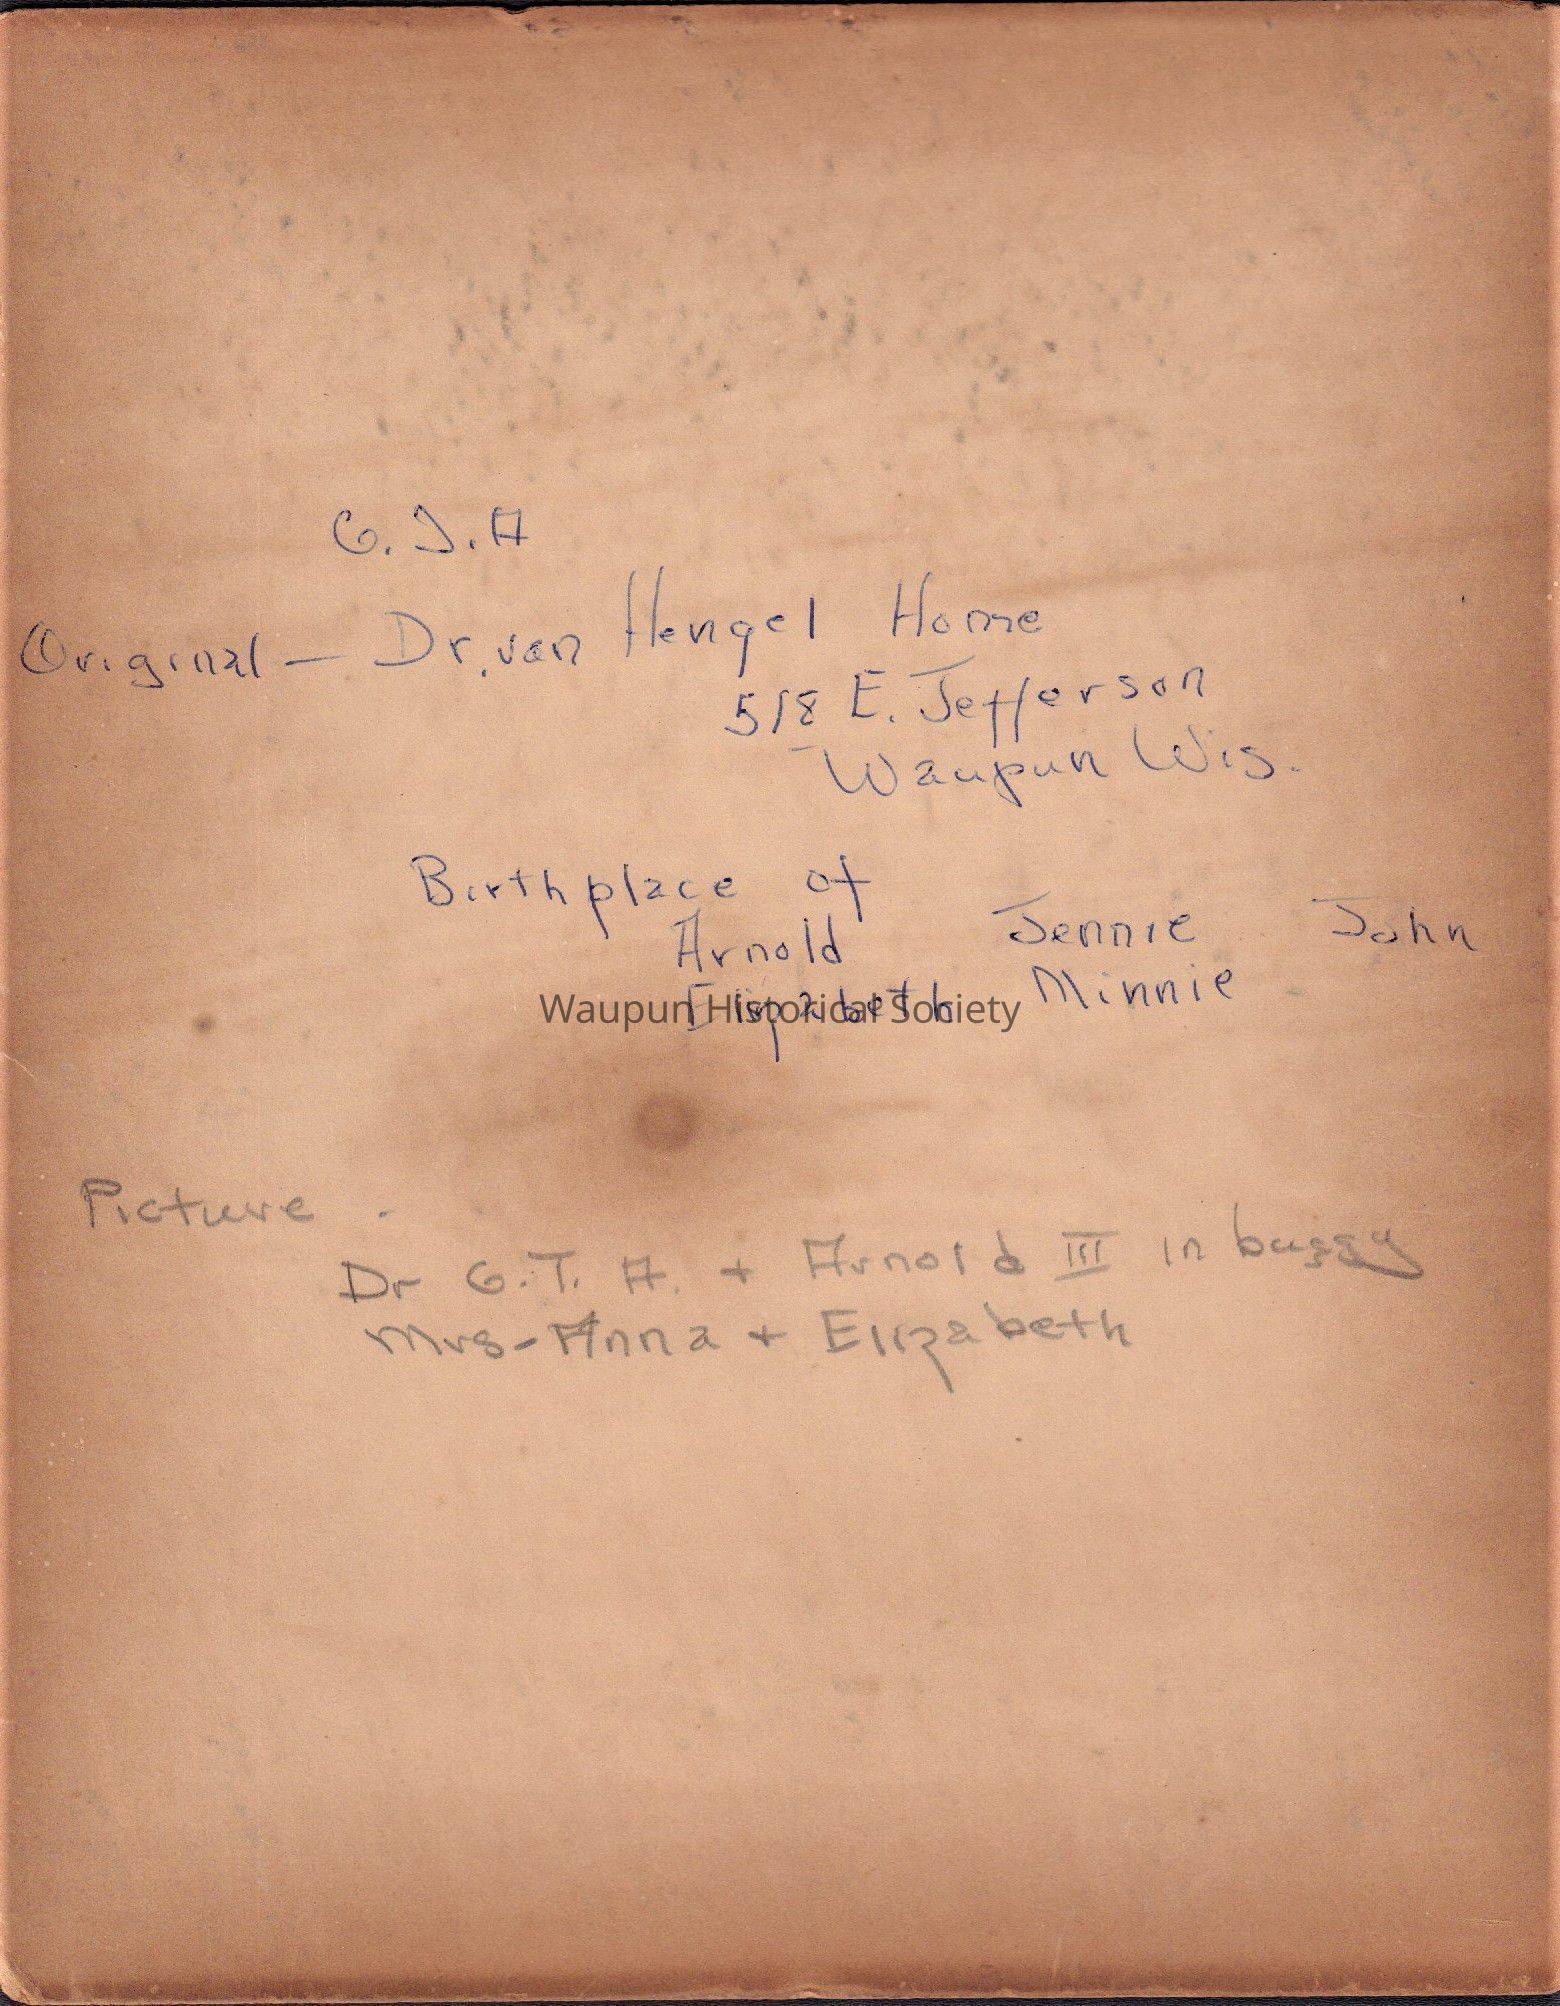 G.J.A
Original — Dr. van Hengel Home
518 E. Jefferson
Waupun Wis.
Birthplace of
Arnold Jennie John
Elizabeth Minnie
Waupun Historical Society
Picture.
Dr G.T.A. + Arnold III in buggy
Mrs - Anna + Elizabeth